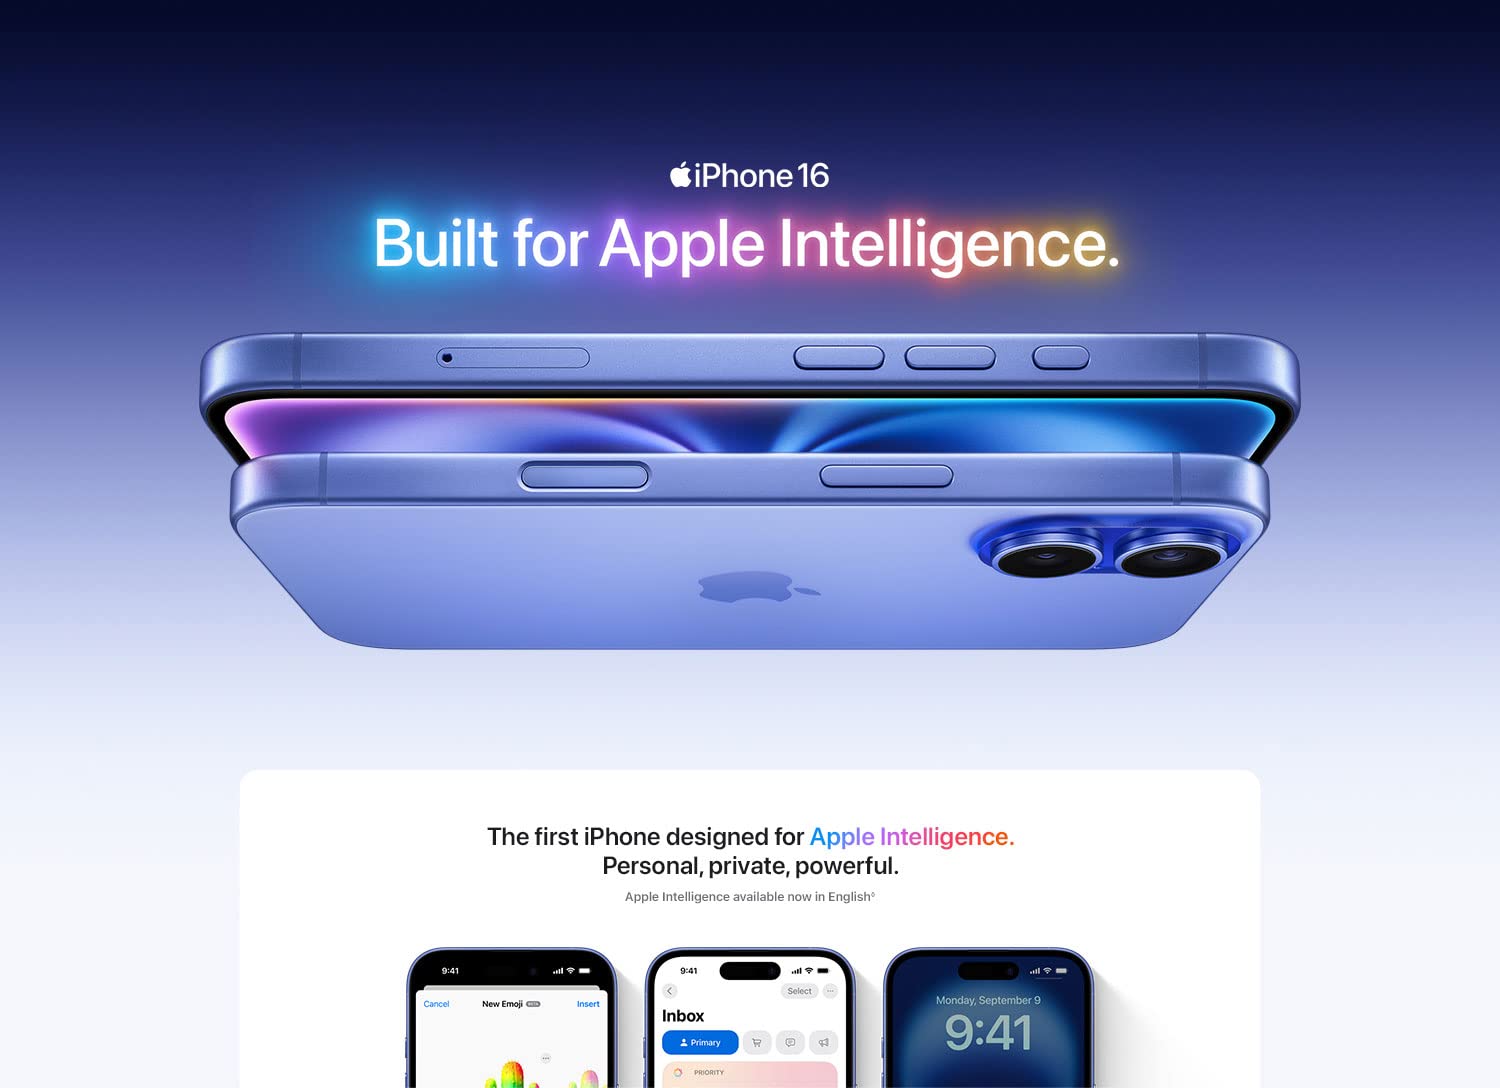 iPhone 16
Built for Apple Intelligence.
The first iPhone designed for Apple Intelligence.
Personal, private, powerful.
Apple Intelligence available now in English◊
9:41
Cancel
New Emoji BETA
Insert
9:41
Select
Inbox
Primary
PRIORITY
Monday, September 9
9:41